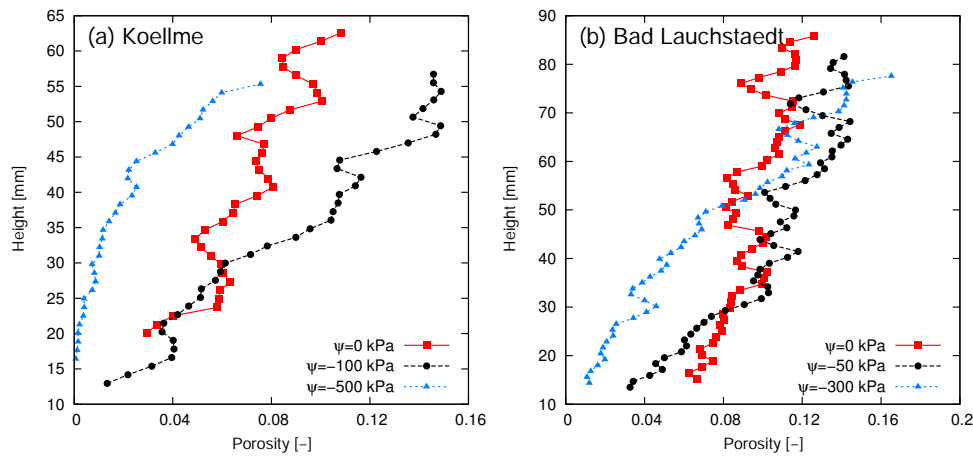 (a) Koellme
Height [mm]
65
60
55
50
45
40
35
30
25
20
15
10
ψ=0 kPa
ψ=−100 kPa
ψ=−500 kPa
0
0.04
0.08
0.12
0.16
Porosity [−]
(b) Bad Lauchstaedt
Height [mm]
90
80
70
60
50
40
30
20
10
ψ=0 kPa
ψ=−50 kPa
ψ=−300 kPa
0
0.04
0.08
0.12
0.16
0.2
Porosity [−]